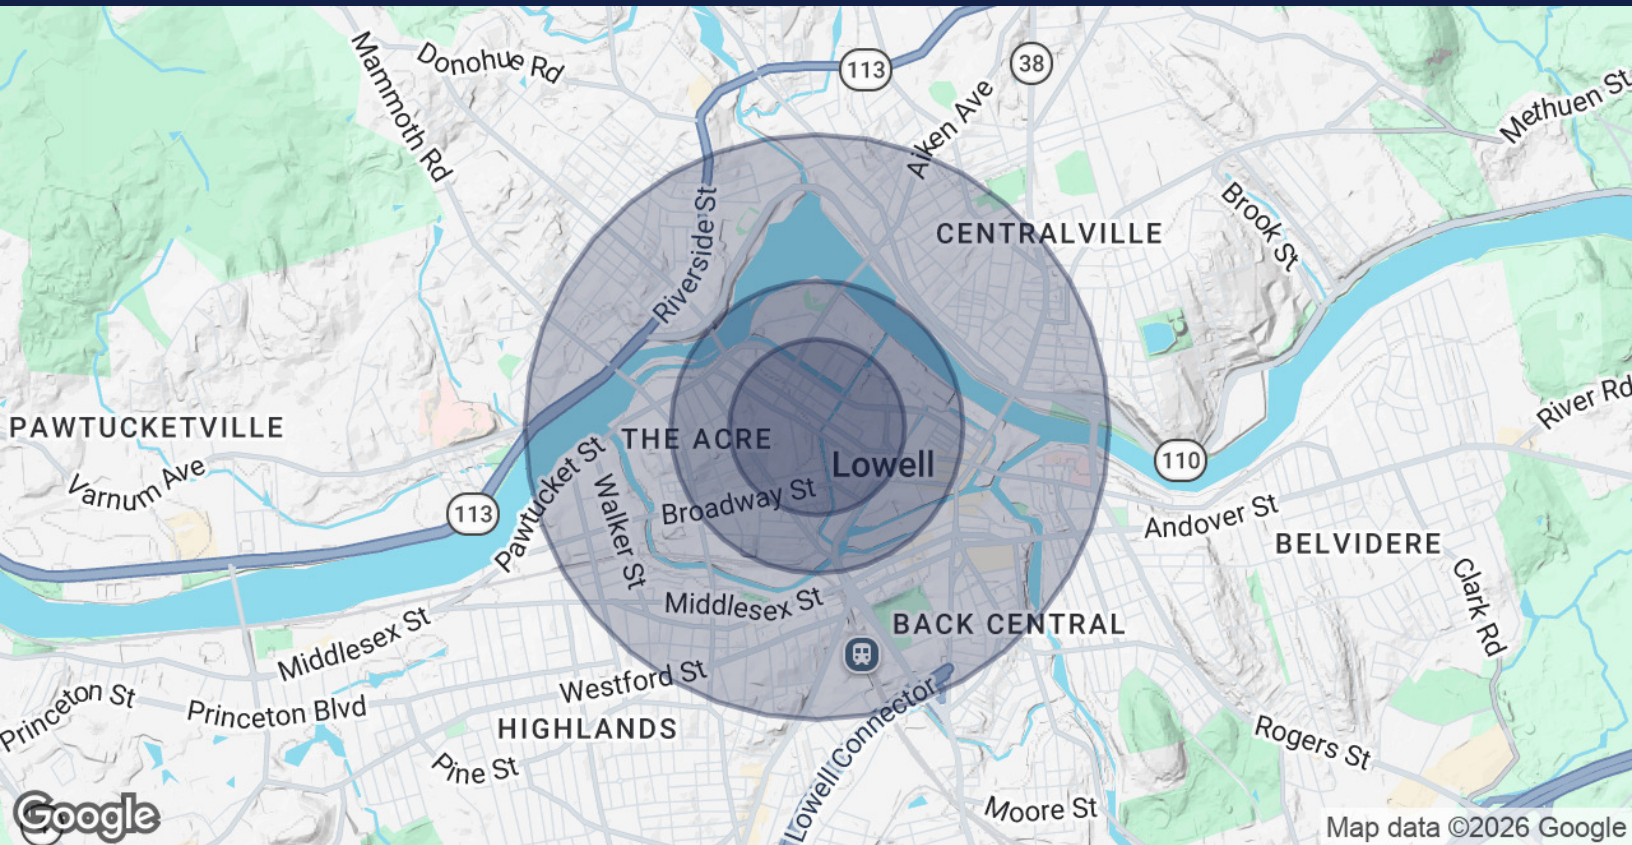 Donohue Rd
113
38
Mammoth Rd
Aiken Ave
Methuen St
Riverside St
CENTRALVILLE
Brook St
River Rd
PAWTUCKETVILLE
THE ACRE
Lowell
110
Varnum Ave
Pawtucket St
Walker St
Broadway St
113
Andover St
BELVIDERE
Clark Rd
Middlesex St
BACK CENTRAL
Middlesex St
Westford St
Princeton St
Princeton Blvd
HIGHLANDS
Lowell Connector
Rogers St
Pine St
Moore St
Google
Map data ©2026 Google